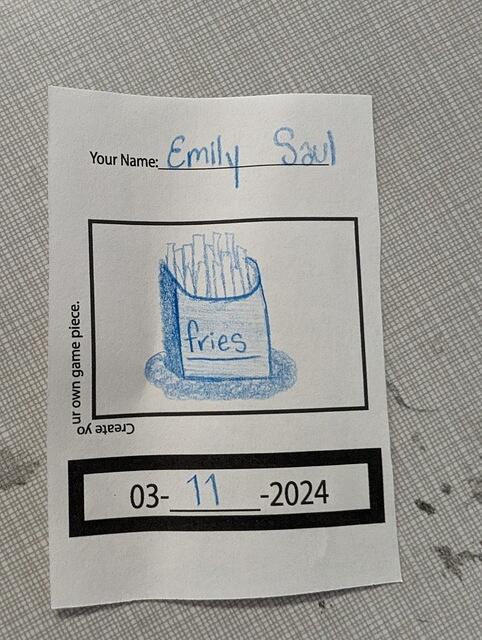 Your Name: Emily Saul
fries
Create your own game piece.
03-11-2024